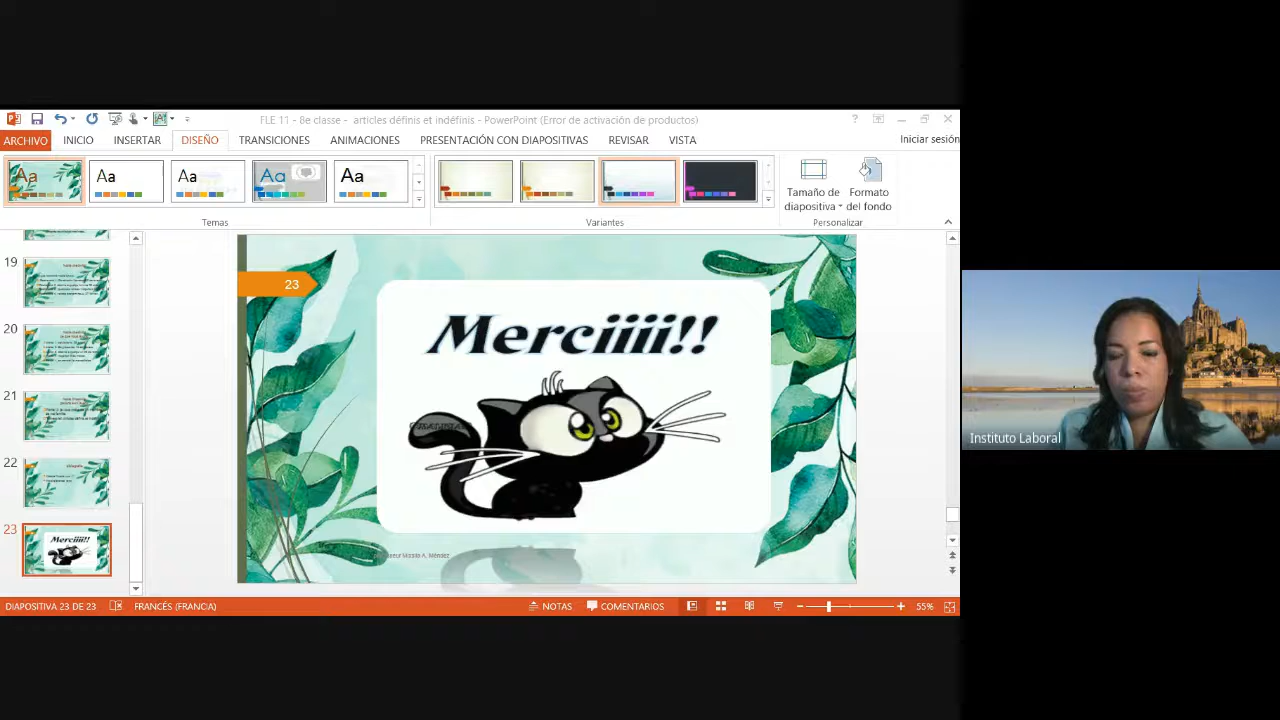 FLE 11 - 8e classe - articles définis et indéfinis - PowerPoint (Error de activación de productos)
ARCHIVO INICIO INSERTAR DISEÑO TRANSICIONES ANIMACIONES PRESENTACIÓN CON DIAPOSITIVAS REVISAR VISTA Iniciar sesión
Aa Aa Aa Aa Aa
Tamaño de diapositiva
Formato del fondo
Temas Variantes Personalizar
19
20
21
22
23
Merciiii!!
23
Merciiii!!
A. Méndez
Instituto Laboral
DIAPOSITIVA 23 DE 23 FRANCÉS (FRANCIA) NOTAS COMENTARIOS 55%